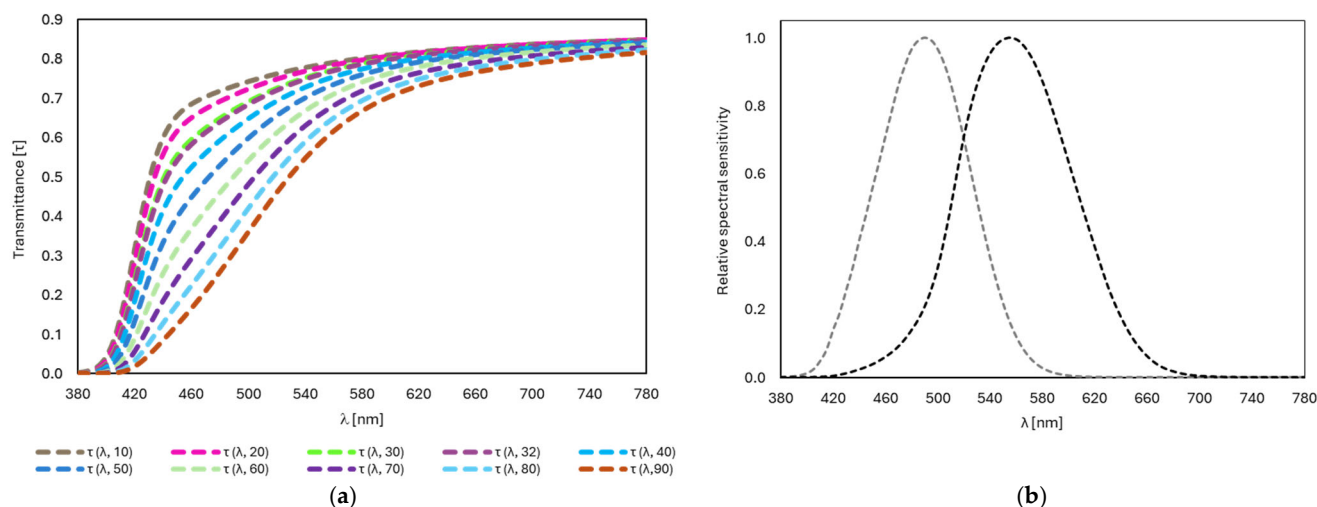 0.9
0.8
0.7
0.6
0.5
0.4
0.3
0.2
0.1
0.0
Transmittance [τ]
380 420 460 500 540 580 620 660 700 740 780
λ [nm]
τ (λ, 10) τ (λ, 20) τ (λ, 30) τ (λ, 32) τ (λ, 40)
τ (λ, 50) τ (λ, 60) τ (λ, 70) τ (λ, 80) τ (λ,90)
(a)
1.0
0.8
0.6
0.4
0.2
0.0
Relative spectral sensitivity
380 420 460 500 540 580 620 660 700 740 780
λ [nm]
(b)